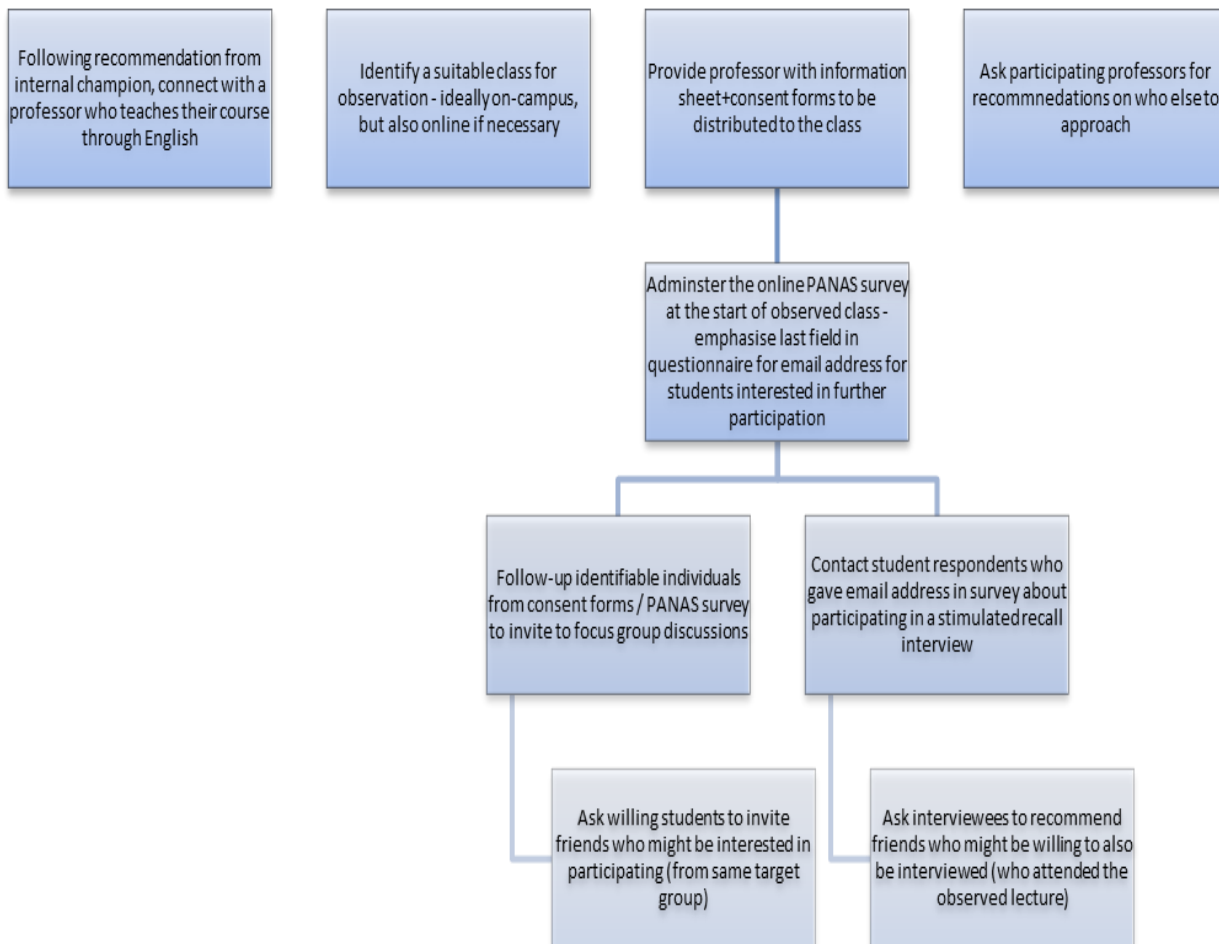 Following recommendation from
internal champion, connect with a
professor who teaches their course
through English
Identify a suitable class for
observation - ideally on-campus,
but also online if necessary
Provide professor with information
sheet+consent forms to be
distributed to the class
Ask participating professors for
recommnedations on who else to
approach
Adminster the online PANAS survey
at the start of observed class -
emphasise last field in
questionnaire for email address for
students interested in further
participation
Follow-up identifiable individuals
from consent forms / PANAS survey
to invite to focus group discussions
Contact student respondents who
gave email address in survey about
participating in a stimulated recall
interview
Ask willing students to invite
friends who might be interested in
participating (from same target
group)
Ask interviewees to recommend
friends who might be willing to also
be interviewed (who attended the
observed lecture)